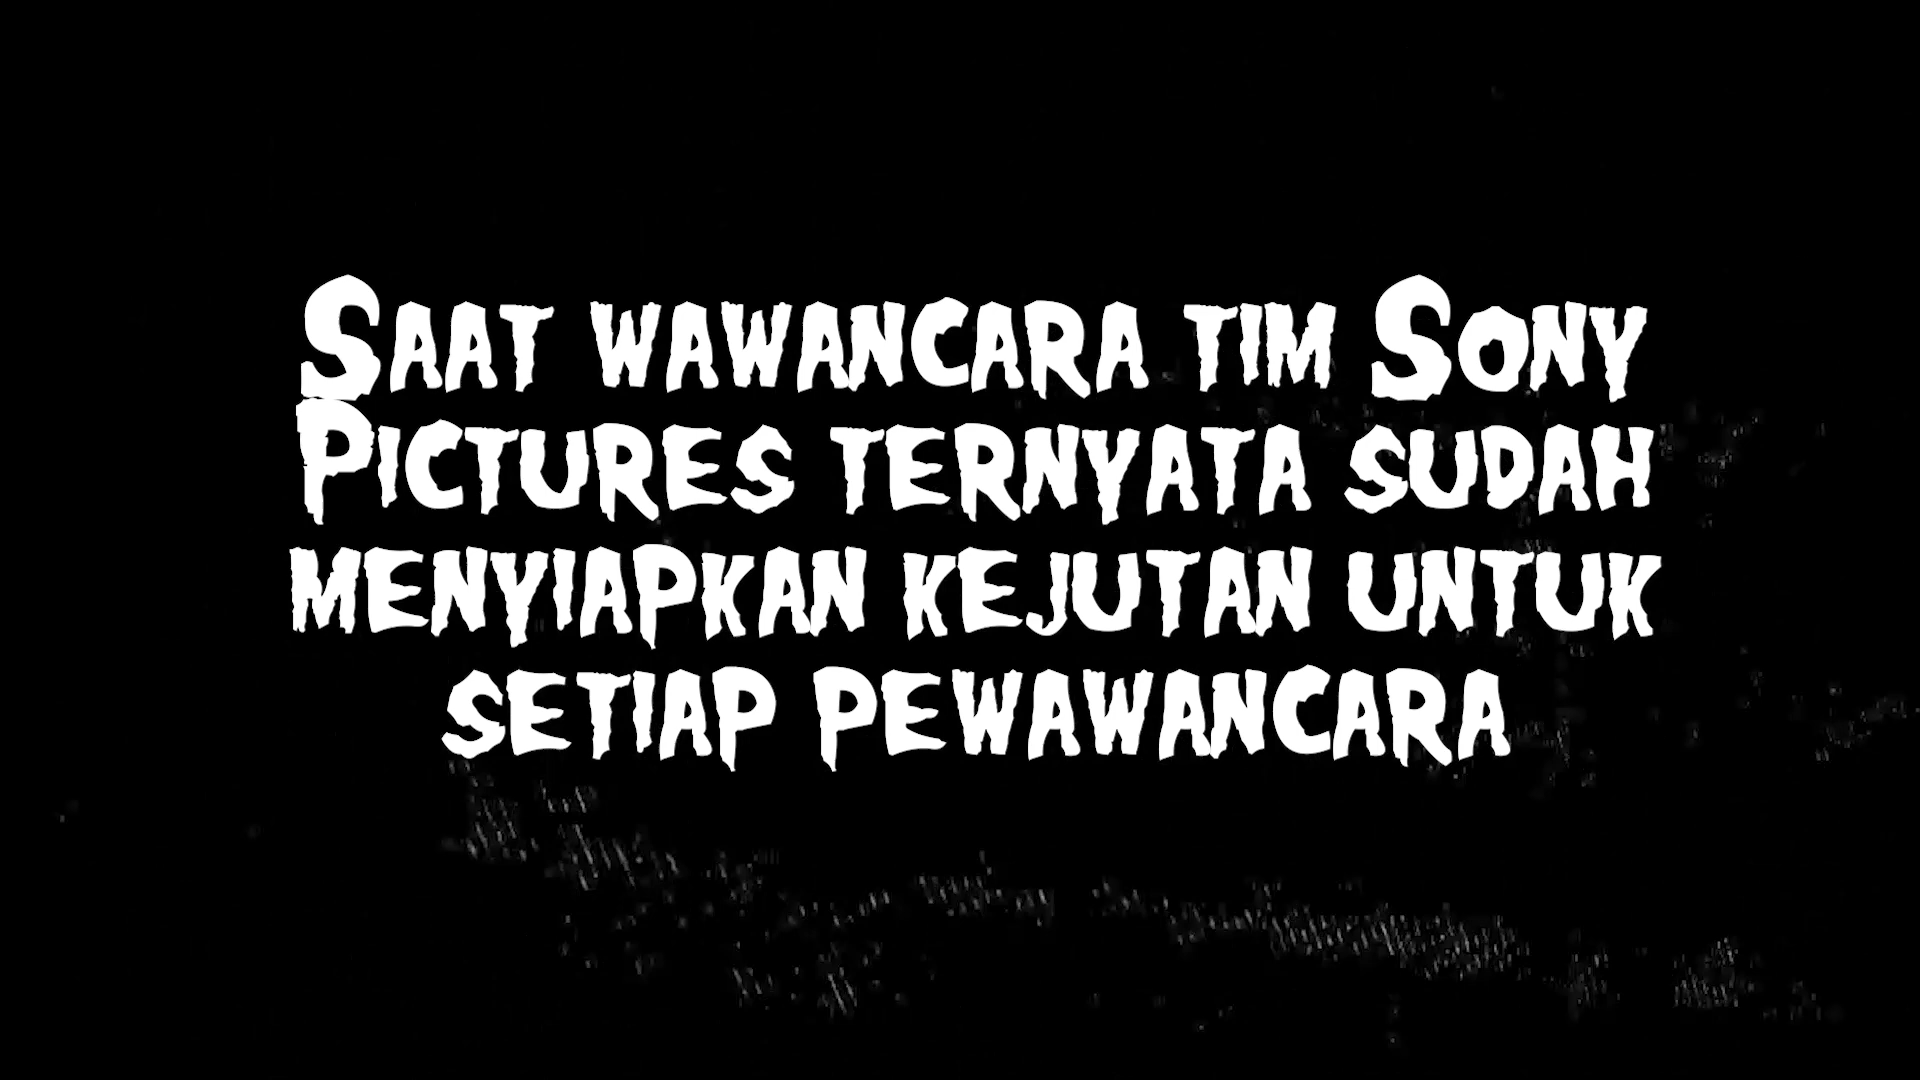 Saat wawancara tim Sony
Pictures ternyata sudah
menyiapkan kejutan untuk
setiap pewawancara